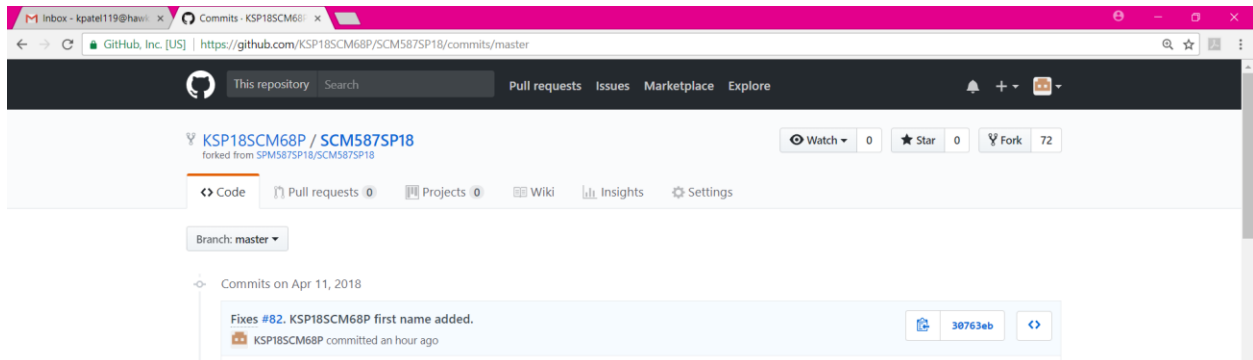 Inbox - kpatel119@hawk
Commits · KSP18SCM68P
GitHub, Inc. [US] | https://github.com/KSP18SCM68P/SCM587SP18/commits/master
This repository Search Pull requests Issues Marketplace Explore
KSP18SCM68P / SCM587SP18 Watch 0 Star 0 Fork 72
forked from SPM587SP18/SCM587SP18
Code Pull requests 0 Projects 0 Wiki Insights Settings
Branch: master
Commits on Apr 11, 2018
Fixes #82. KSP18SCM68P first name added.
30763eb
KSP18SCM68P committed an hour ago